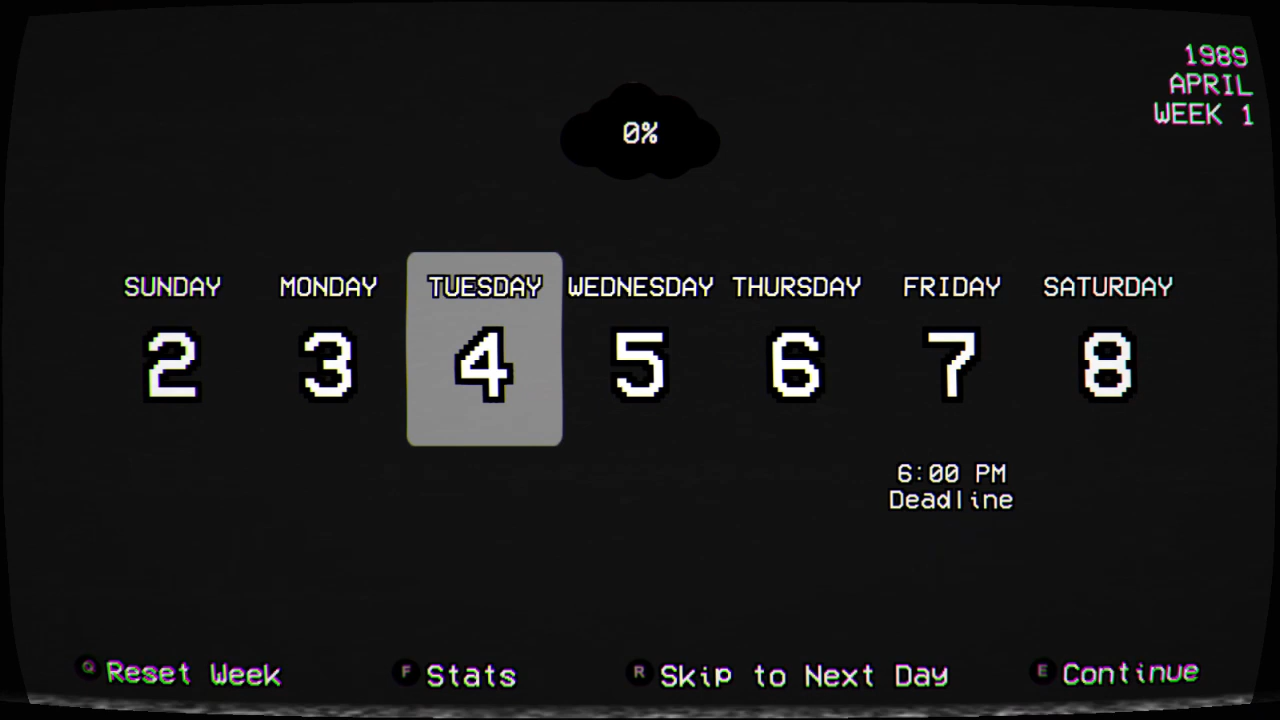 1989
APRIL
WEEK 1
0%
SUNDAY MONDAY TUESDAY WEDNESDAY THURSDAY FRIDAY SATURDAY
2 3 4 5 6 7 8
6:00 PM
Deadline
Q Reset Week F Stats R Skip to Next Day E Continue